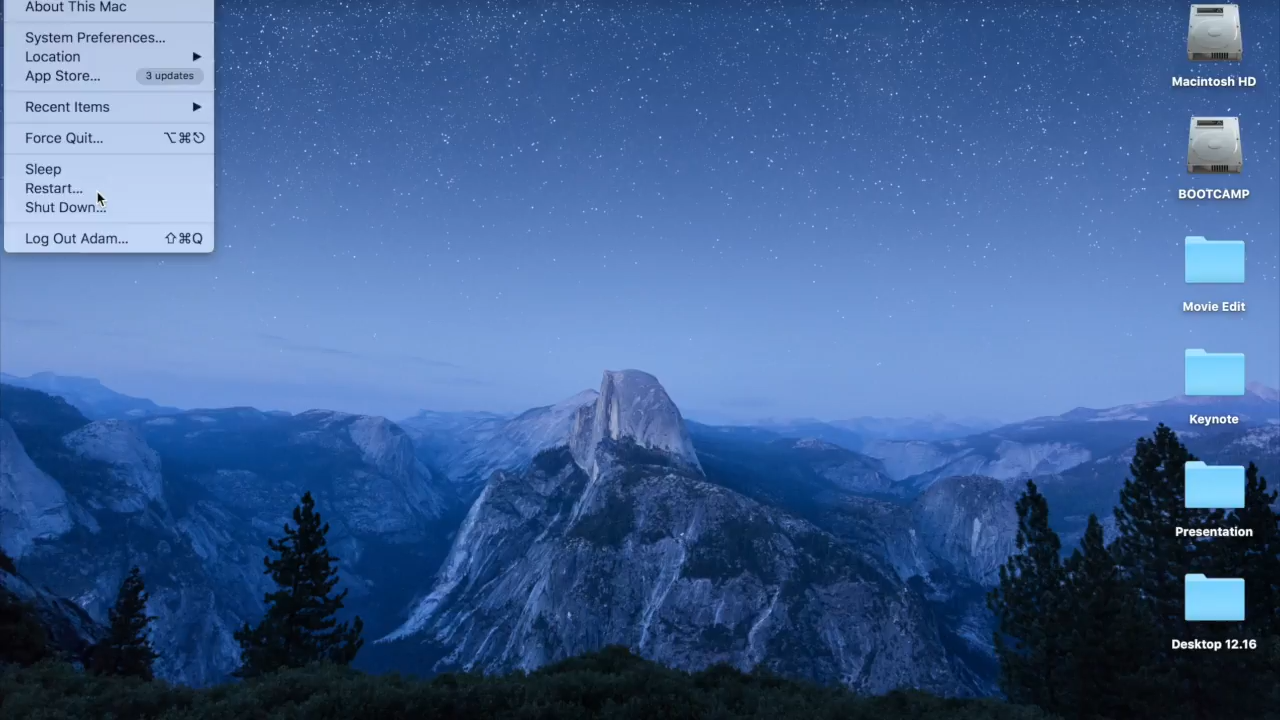 About This Mac
System Preferences...
Location
App Store... 3 updates
Recent Items
Force Quit... ⌥⌘⎋
Sleep
Restart...
Shut Down...
Log Out Adam... ⇧⌘Q
Macintosh HD
BOOTCAMP
Movie Edit
Keynote
Presentation
Desktop 12.16